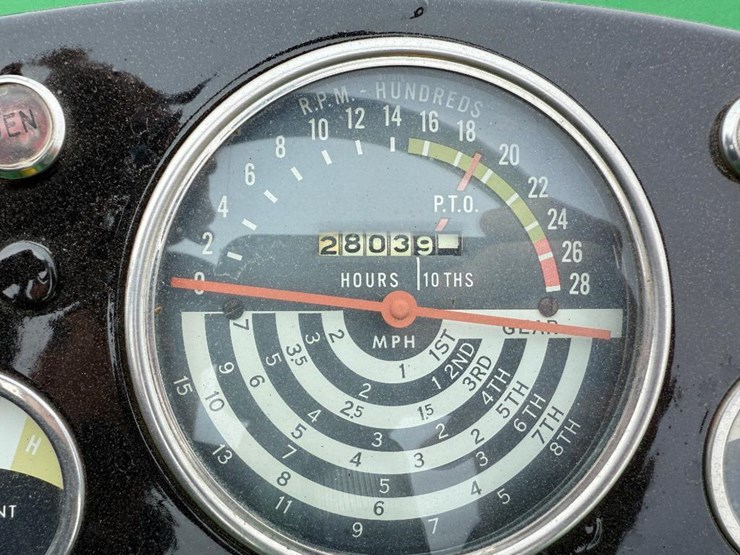 R.P.M. - HUNDREDS
0 2 4 6 8 10 12 14 16 18 20 22 24 26 28
P.T.O.
28039
HOURS 10THS
MPH
GEAR
2 1 1ST
3 2 1 2ND
3.5 2.5 1.5 3RD
5 4 3 2 4TH
7 6 5 4 3 2 5TH
9 8 5 3 6TH
10 6 4 7TH
15 13 11 9 7 5 8TH
EN
H
NT